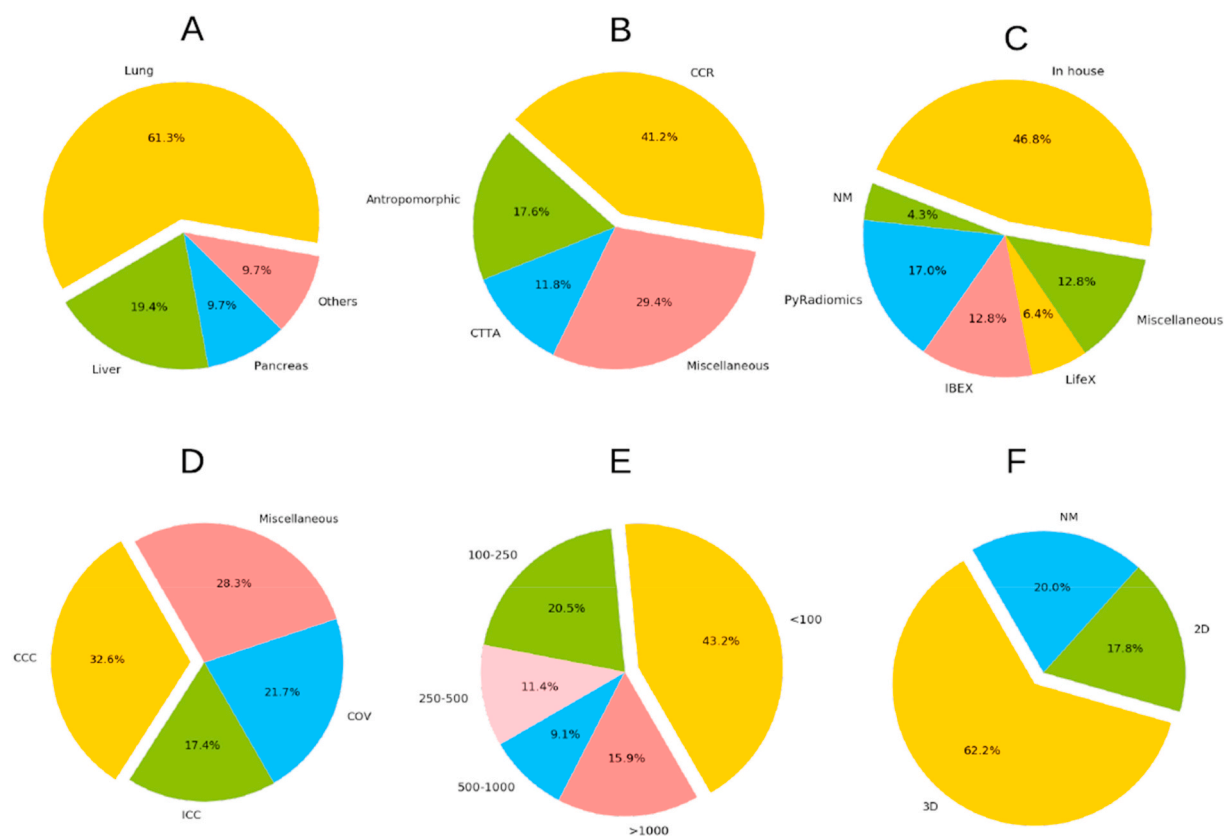 A
Lung
61.3%
9.7%
Others
19.4%
9.7%
Liver
Pancreas
B
CCR
41.2%
Antropomorphic
17.6%
11.8%
29.4%
CTTA
Miscellaneous
C
In house
46.8%
NM
4.3%
17.0%
PyRadiomics
12.8%
12.8%
6.4%
Miscellaneous
IBEX
LifeX
D
Miscellaneous
28.3%
CCC
32.6%
21.7%
COV
17.4%
ICC
E
100-250
20.5%
<100
43.2%
250-500
11.4%
9.1%
15.9%
500-1000
>1000
F
NM
20.0%
2D
17.8%
62.2%
3D